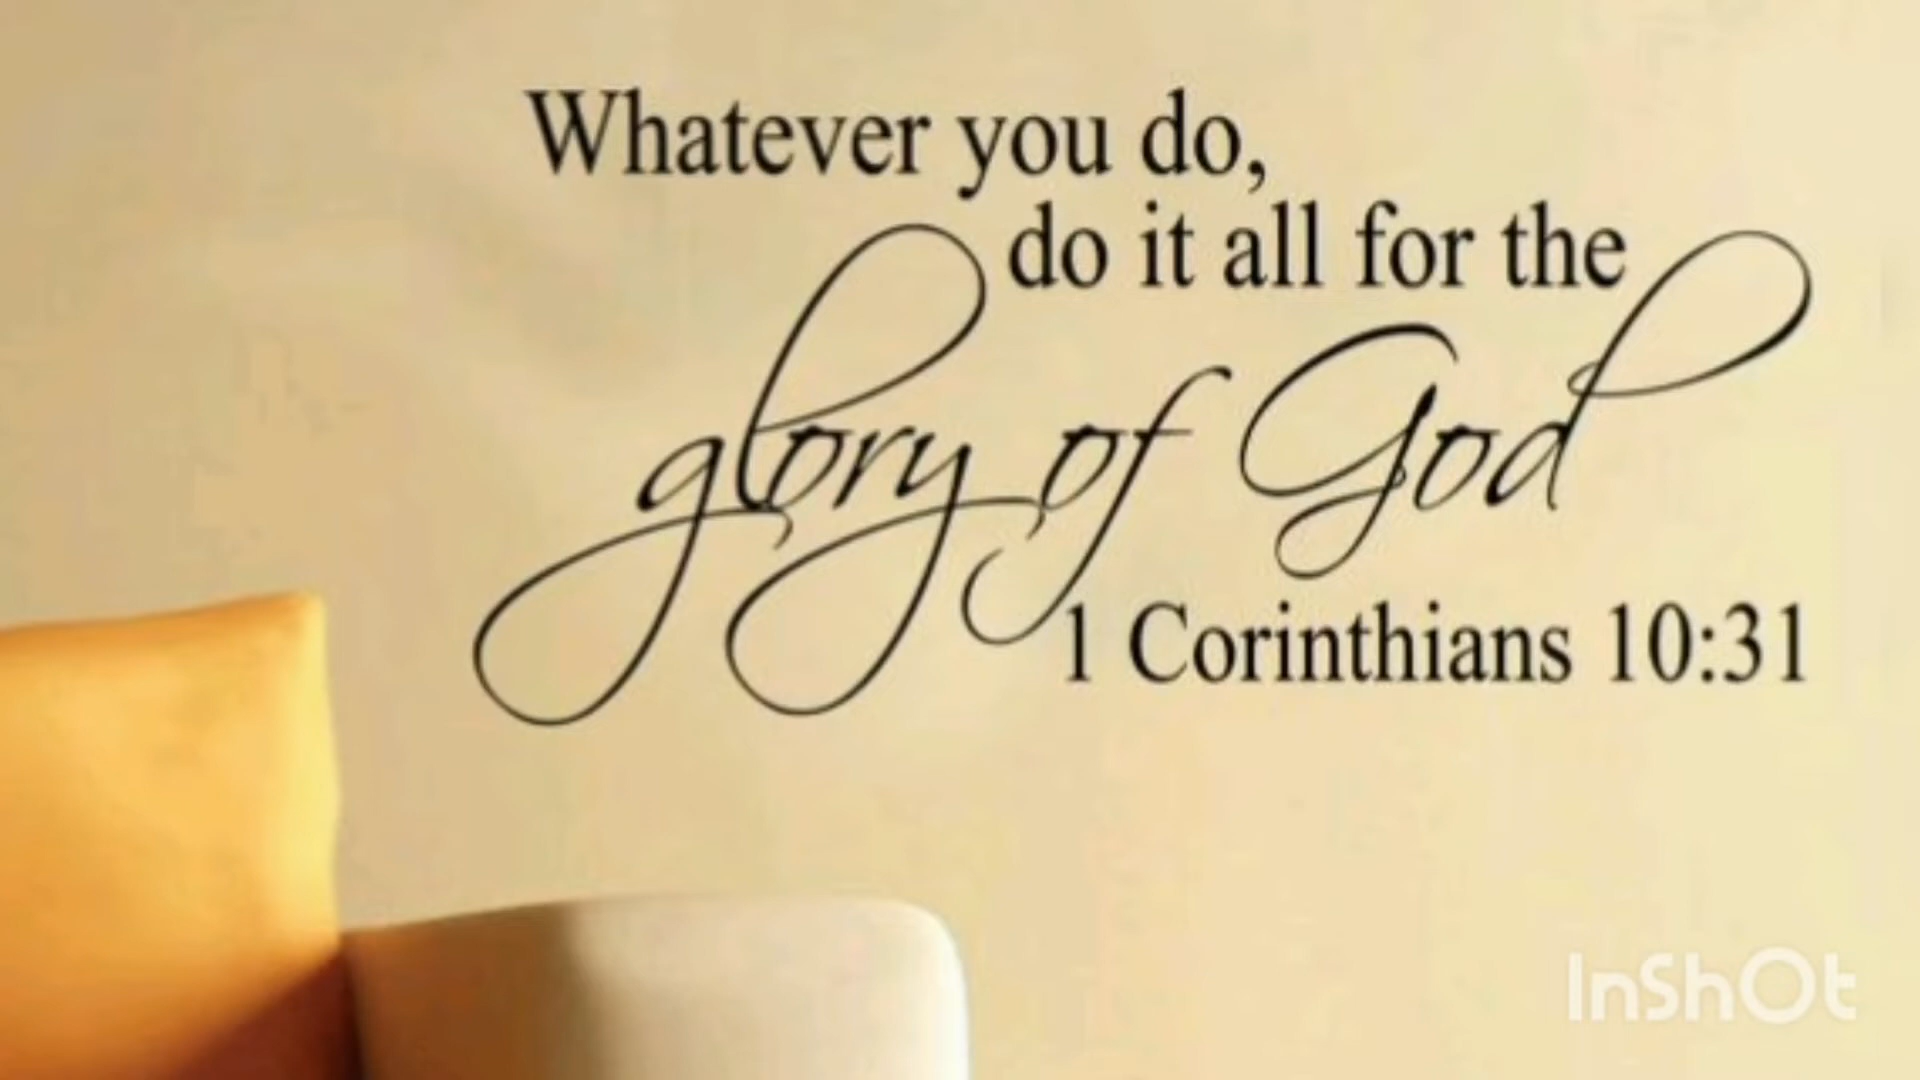 Whatever you do,
do it all for the
glory of God
1 Corinthians 10:31
InShOt